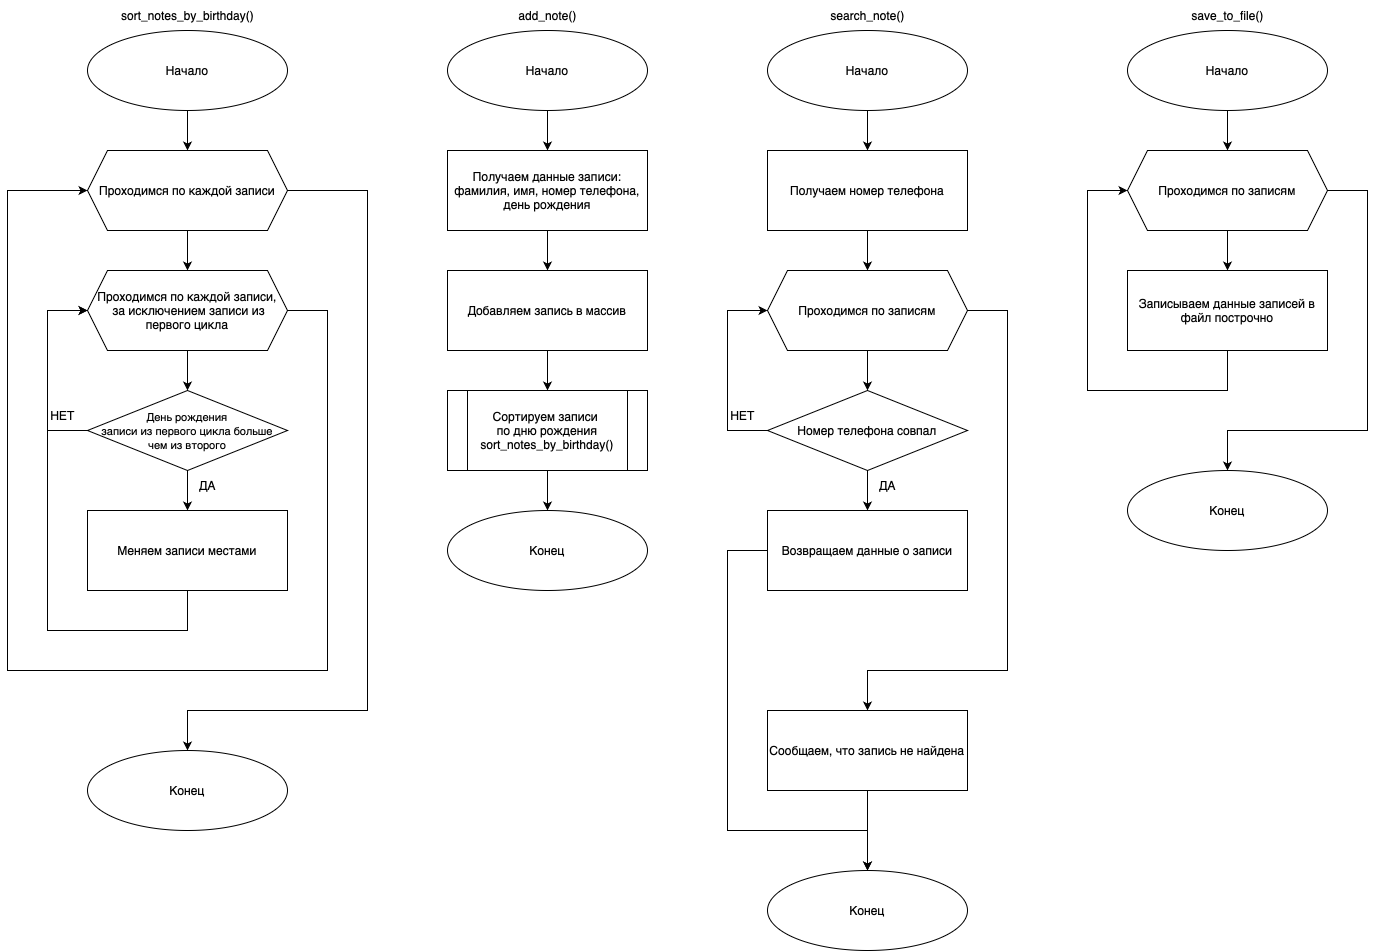 sort_notes_by_birthday()
Начало
Проходимся по каждой записи
Проходимся по каждой записи,
за исключением записи из
первого цикла
День рождения
записи из первого цикла больше
чем из второго
НЕТ
ДА
Меняем записи местами
Конец
add_note()
Начало
Получаем данные записи:
фамилия, имя, номер телефона,
день рождения
Добавляем запись в массив
Сортируем записи
по дню рождения
sort_notes_by_birthday()
Конец
search_note()
Начало
Получаем номер телефона
Проходимся по записям
НЕТ
Номер телефона совпал
ДА
Возвращаем данные о записи
Сообщаем, что запись не найдена
Конец
save_to_file()
Начало
Проходимся по записям
Записываем данные записей в
файл построчно
Конец